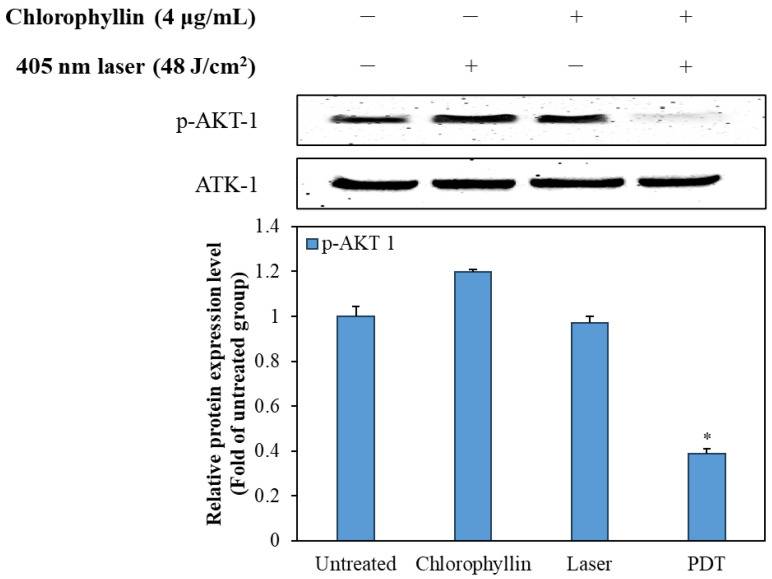 Chlorophyllin (4 µg/mL) − − + +
405 nm laser (48 J/cm²) − + − +
p-AKT-1
ATK-1
1.4
1.2
1
0.8
0.6
0.4
0.2
0
Relative protein expression level
(Fold of untreated group)
p-AKT 1
*
Untreated Chlorophyllin Laser PDT